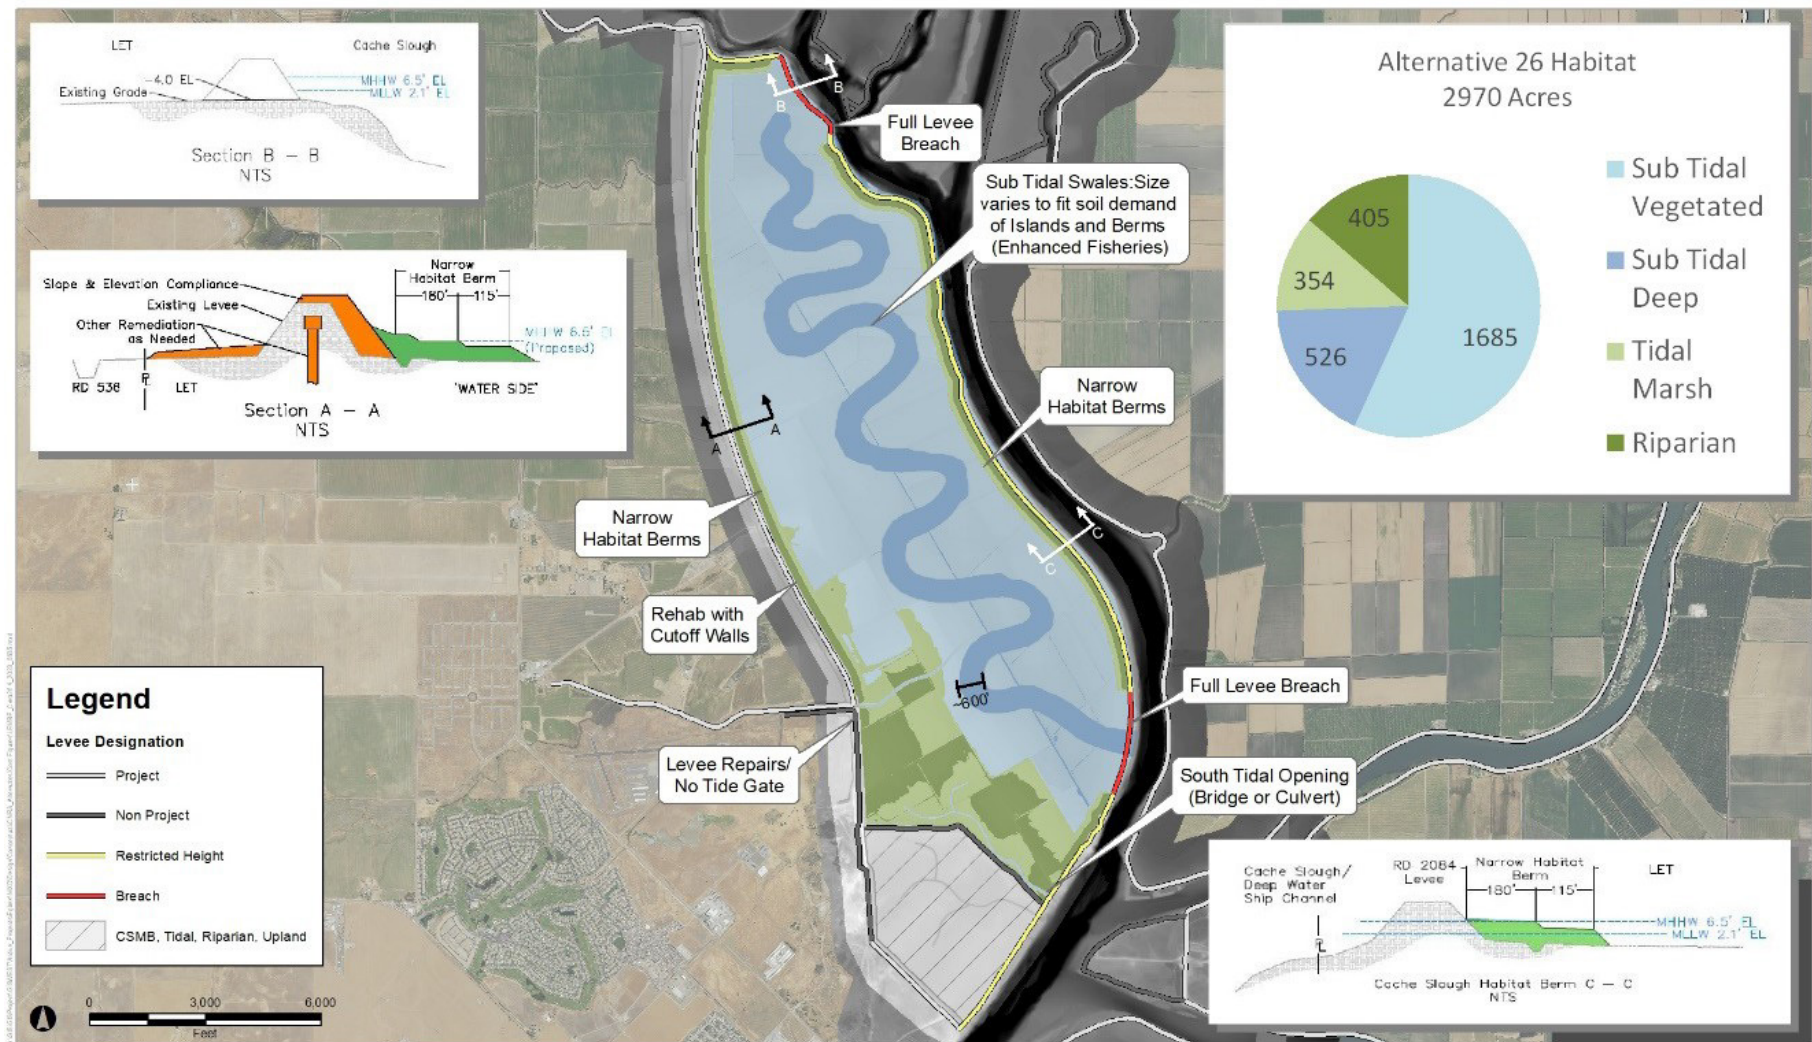 LET
Cache Slough
-4.0 EL
MHHW 6.5' EL
MLLW 2.1' EL
Existing Grade
Section B - B
NTS
Narrow
Habitat Berm
180'
115'
Slope & Elevation Compliance
Existing Levee
Other Remediation
as Needed
MHHW 6.5' EL
(Proposed)
RD 536
PL
LET
"WATER SIDE"
Section A - A
NTS
B
B
Full Levee
Breach
Sub Tidal Swales:Size
varies to fit soil demand
of Islands and Berms
(Enhanced Fisheries)
Narrow
Habitat Berms
A
A
Narrow
Habitat Berms
C
C
Rehab with
Cutoff Walls
~600'
Full Levee Breach
Levee Repairs/
No Tide Gate
South Tidal Opening
(Bridge or Culvert)
Alternative 26 Habitat
2970 Acres
405
354
526
1685
Sub Tidal
Vegetated
Sub Tidal
Deep
Tidal
Marsh
Riparian
Legend
Levee Designation
Project
Non Project
Restricted Height
Breach
CSMB, Tidal, Riparian, Upland
0
3,000
6,000
Feet
Cache Slough/
Deep Water
Ship Channel
RD 2084
Levee
Narrow Habitat
Berm
180'
115'
LET
MHHW 6.5' EL
MLLW 2.1' EL
PL
Cache Slough Habitat Berm C - C
NTS